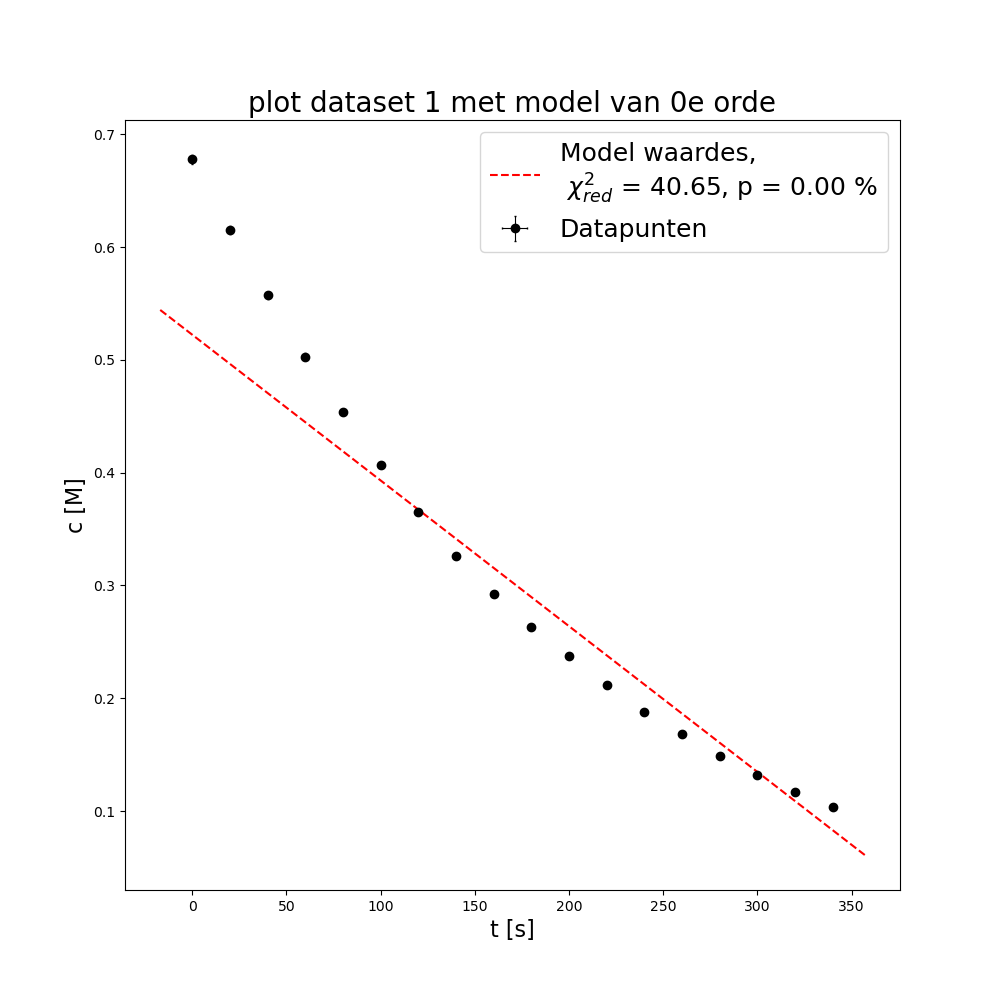 plot dataset 1 met model van 0e orde
Model waardes,
χ²red = 40.65, p = 0.00 %
Datapunten
c [M]
0.7
0.6
0.5
0.4
0.3
0.2
0.1
0 50 100 150 200 250 300 350
t [s]